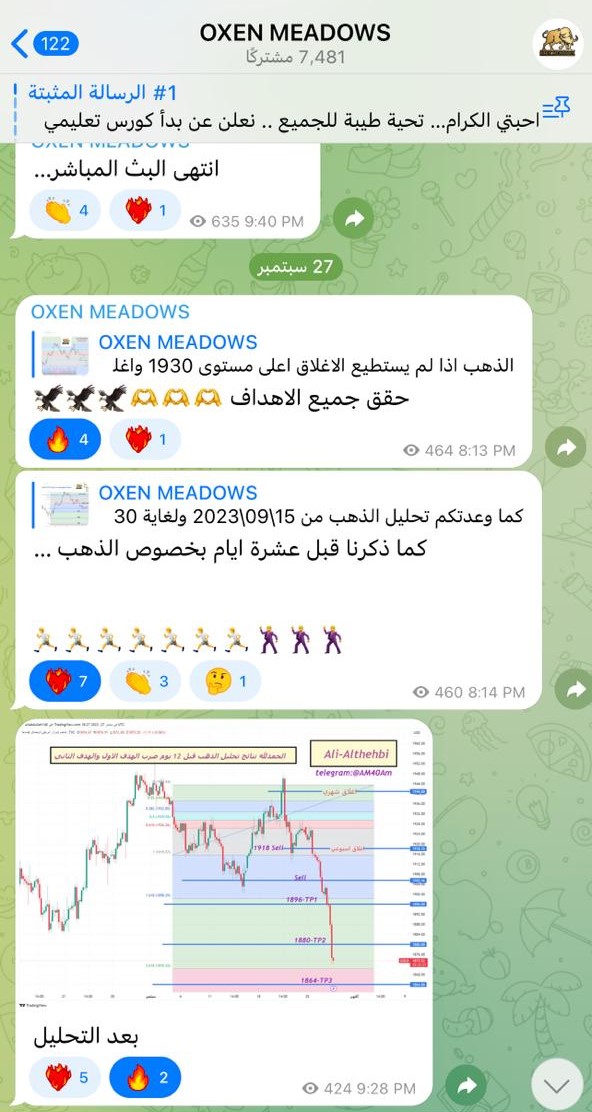 122
OXEN MEADOWS
7,481 مشتركًا
الرسالة المثبتة #1
احبتي الكرام... تحية طيبة للجميع .. نعلن عن بدأ كورس تعليمي
OXEN MEADOWS
انتهى البث المباشر...
4 1 635 9:40 PM
27 سبتمبر
OXEN MEADOWS
OXEN MEADOWS
الذهب اذا لم يستطيع الاغلاق اعلى مستوى 1930 واغلـ
حقق جميع الاهداف
4 1 464 8:13 PM
OXEN MEADOWS
كما وعدتكم تحليل الذهب من 15\09\2023 ولغاية 30
كما ذكرنا قبل عشرة ايام بخصوص الذهب ...
7 3 1 460 8:14 PM
الحمدلله نتائج تحليل الذهب قبل 12 يوم ضرب الهدف الاول والهدف الثاني
Ali-Althehbi
telegram:@AM40Am
اغلاق شهري
1918 Sell
اغلاق اسبوعي
Sell
1896-TP1
1880-TP2
1864-TP3
TradingView
بعد التحليل
5 2 424 9:28 PM